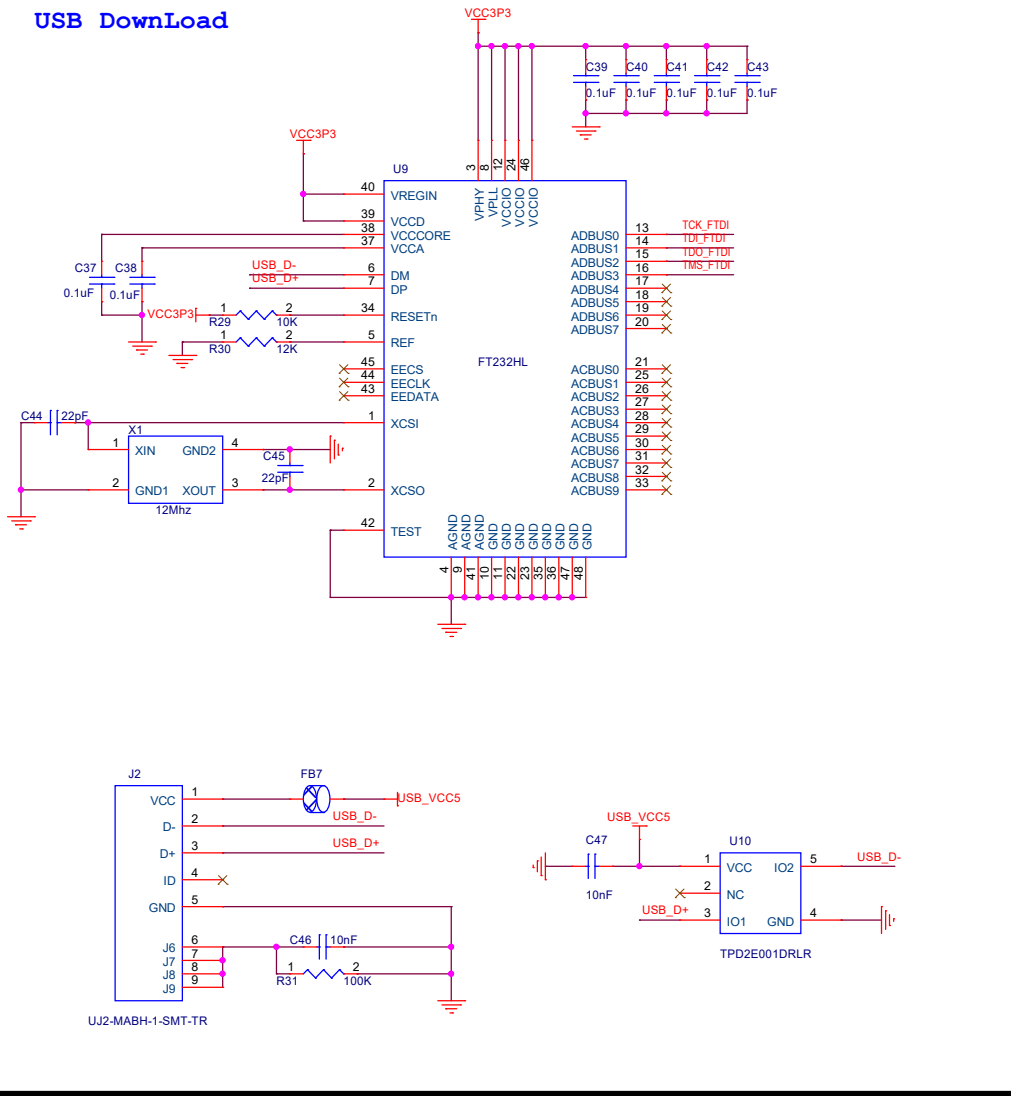 USB DownLoad
VCC3P3
C39 C40 C41 C42 C43
0.1uF 0.1uF 0.1uF 0.1uF 0.1uF
VCC3P3
U9
3 8 12 24 46
VPHY VPLL VCCIO VCCIO VCCIO
40 VREGIN
39 VCCD
38 VCCCORE
37 VCCA
C37 C38
0.1uF 0.1uF
USB_D- 6 DM
USB_D+ 7 DP
VCC3P3 1 R29 2 10K 34 RESETn
1 R30 2 12K 5 REF
FT232HL
45 EECS
44 EECLK
43 EEDATA
1 XCSI
C44 22pF
X1
1 XIN GND2 4
2 GND1 XOUT 3
12Mhz
C45
22pF
2 XCSO
42 TEST
ADBUS0 13 TCK_FTDI
ADBUS1 14 TDI_FTDI
ADBUS2 15 TDO_FTDI
ADBUS3 16 TMS_FTDI
ADBUS4 17
ADBUS5 18
ADBUS6 19
ADBUS7 20
ACBUS0 21
ACBUS1 25
ACBUS2 26
ACBUS3 27
ACBUS4 28
ACBUS5 29
ACBUS6 30
ACBUS7 31
ACBUS8 32
ACBUS9 33
AGND AGND AGND GND GND GND GND GND GND GND GND
4 9 41 10 11 22 23 35 36 47 48
J2
VCC 1
FB7
USB_VCC5
D- 2 USB_D-
D+ 3 USB_D+
ID 4
GND 5
J6 6
J7 7
J8 8
J9 9
C46 10nF
1 R31 2 100K
UJ2-MABH-1-SMT-TR
USB_VCC5
C47
10nF
U10
1 VCC IO2 5 USB_D-
2 NC
USB_D+ 3 IO1 GND 4
TPD2E001DRLR